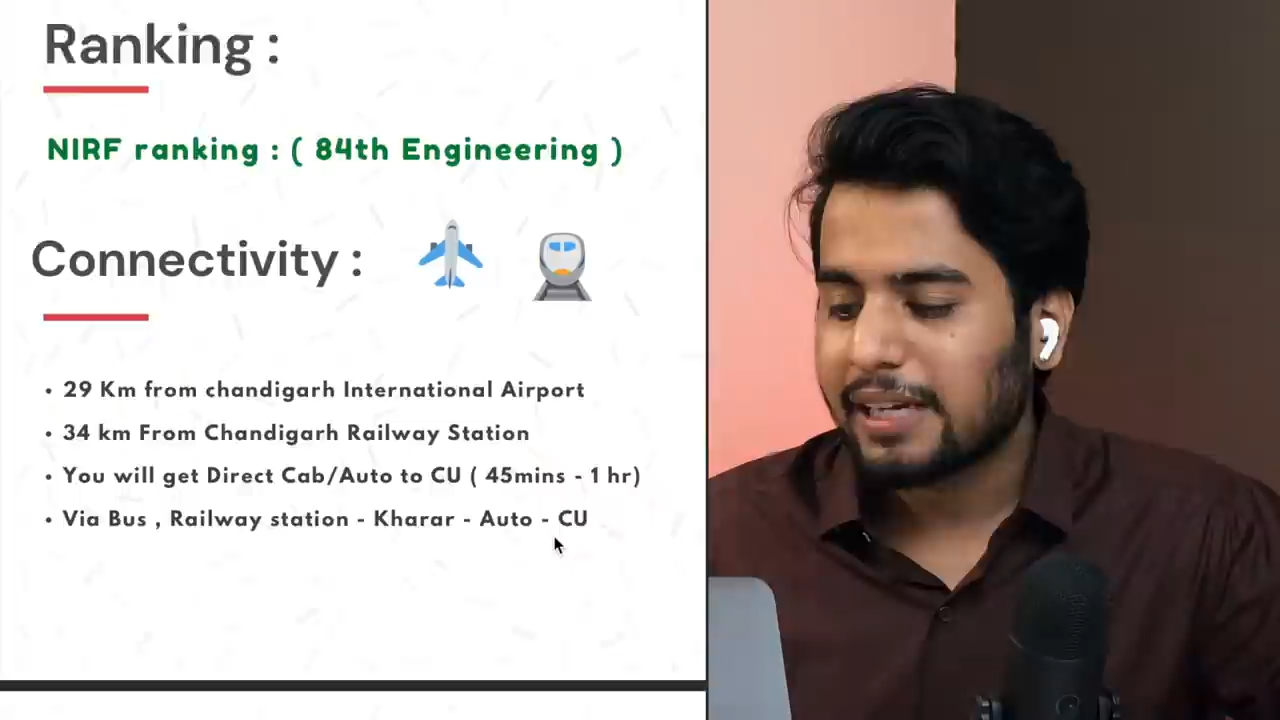 Ranking :
NIRF ranking : ( 84th Engineering )
Connectivity :
• 29 Km from chandigarh International Airport
• 34 km From Chandigarh Railway Station
• You will get Direct Cab/Auto to CU ( 45mins - 1 hr)
• Via Bus , Railway station - Kharar - Auto - CU